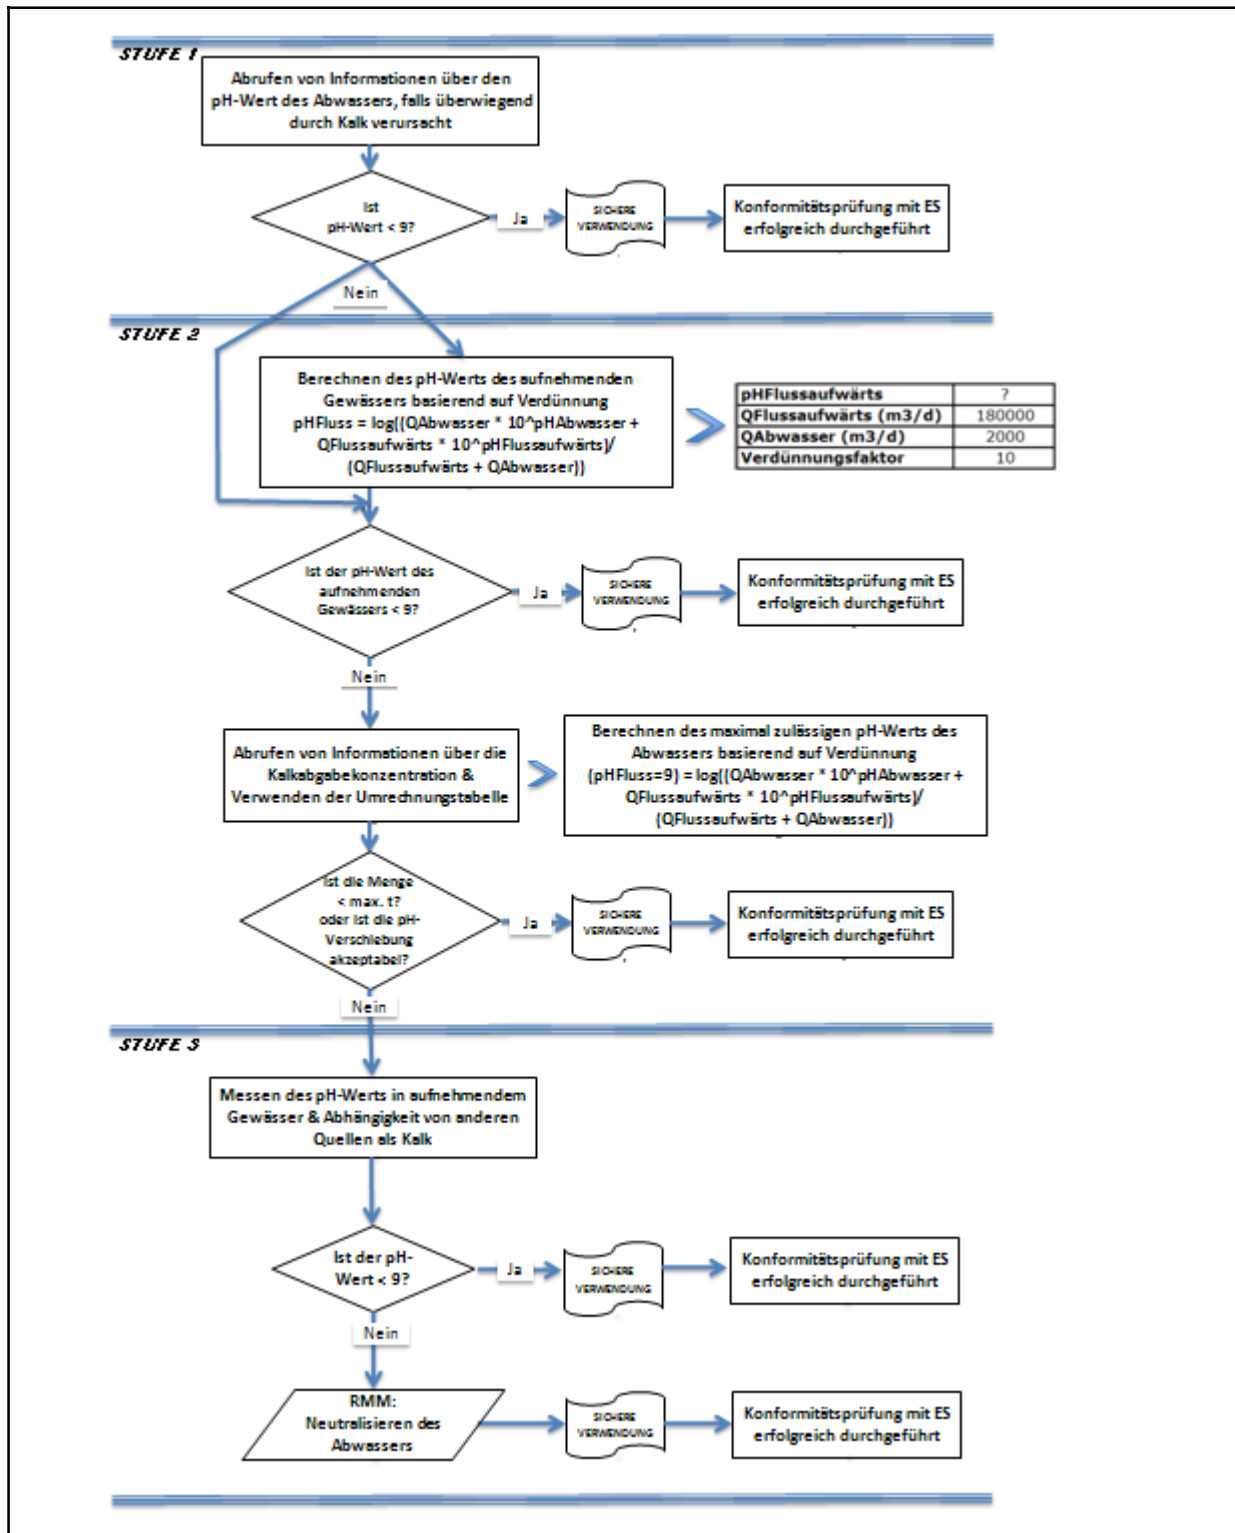 STUFE 1
Abrufen von Informationen über den
pH-Wert des Abwassers, falls überwiegend
durch Kalk verursacht
Ist
pH-Wert < 9?
Ja
SICHERE
VERWENDUNG
Konformitätsprüfung mit ES
erfolgreich durchgeführt
Nein
STUFE 2
Berechnen des pH-Werts des aufnehmenden
Gewässers basierend auf Verdünnung
pHFluss = log((QAbwasser * 10^pHAbwasser +
QFlussaufwärts * 10^pHFlussaufwärts)/
(QFlussaufwärts + QAbwasser))
pHFlussaufwärts ?
QFlussaufwärts (m3/d) 180000
QAbwasser (m3/d) 2000
Verdünnungsfaktor 10
Ist der pH-Wert des
aufnehmenden
Gewässers < 9?
Ja
SICHERE
VERWENDUNG
Konformitätsprüfung mit ES
erfolgreich durchgeführt
Nein
Abrufen von Informationen über die
Kalkabgabekonzentration &
Verwenden der Umrechnungstabelle
Berechnen des maximal zulässigen pH-Werts des
Abwassers basierend auf Verdünnung
(pHFluss=9) = log((QAbwasser * 10^pHAbwasser +
QFlussaufwärts * 10^pHFlussaufwärts)/
(QFlussaufwärts + QAbwasser))
Ist die Menge
< max. t?
oder ist die pH-
Verschiebung
akzeptabel?
Ja
SICHERE
VERWENDUNG
Konformitätsprüfung mit ES
erfolgreich durchgeführt
Nein
STUFE 3
Messen des pH-Werts in aufnehmendem
Gewässer & Abhängigkeit von anderen
Quellen als Kalk
Ist der pH-
Wert < 9?
Ja
SICHERE
VERWENDUNG
Konformitätsprüfung mit ES
erfolgreich durchgeführt
Nein
RMM:
Neutralisieren des
Abwassers
SICHERE
VERWENDUNG
Konformitätsprüfung mit ES
erfolgreich durchgeführt